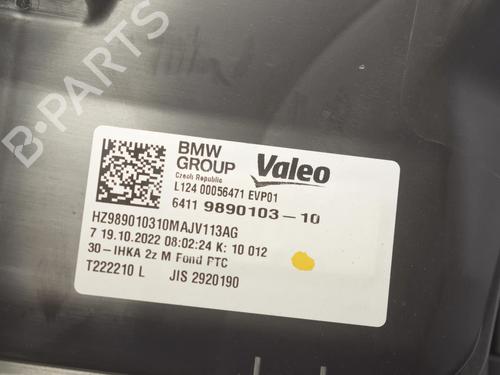 BMW
GROUP
Valeo
Czech Republic
L124 00056471 EVP01
6411 9890103-10
HZ989010310MAJV113AG
7 19.10.2022 08:02:24 K: 10 012
30-IHKA 2z M Fond PTC
T222210 L JIS 2920190
B-PARTS